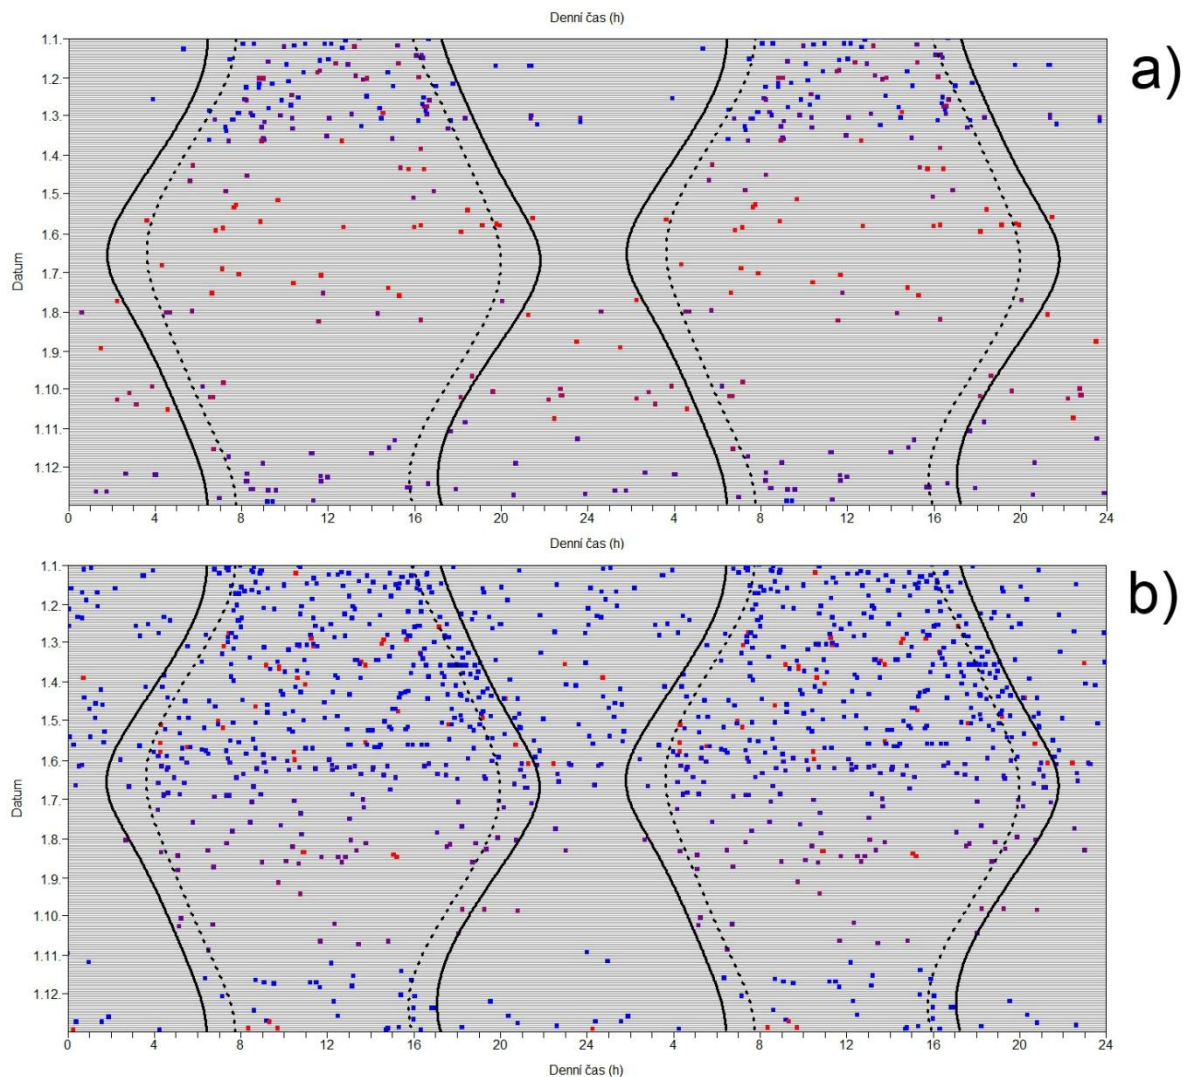 Denní čas (h)
a)
1.1.
1.2.
1.3.
1.4.
1.5.
1.6.
1.7.
1.8.
1.9.
1.10.
1.11.
1.12.
Datum
0 4 8 12 16 20 24 4 8 12 16 20 24
Denní čas (h)
b)
1.1.
1.2.
1.3.
1.4.
1.5.
1.6.
1.7.
1.8.
1.9.
1.10.
1.11.
1.12.
Datum
0 4 8 12 16 20 24 4 8 12 16 20 24
Denní čas (h)